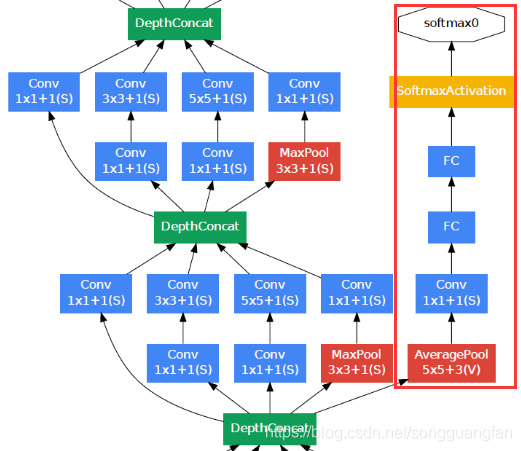 softmax0
DepthConcat
Conv
1x1+1(S)
Conv
3x3+1(S)
Conv
5x5+1(S)
Conv
1x1+1(S)
SoftmaxActivation
Conv
1x1+1(S)
Conv
1x1+1(S)
MaxPool
3x3+1(S)
FC
DepthConcat
FC
Conv
1x1+1(S)
Conv
3x3+1(S)
Conv
5x5+1(S)
Conv
1x1+1(S)
Conv
1x1+1(S)
Conv
1x1+1(S)
Conv
1x1+1(S)
MaxPool
3x3+1(S)
AveragePool
5x5+3(V)
DepthConcat
https://blog.csdn.net/songguangfan